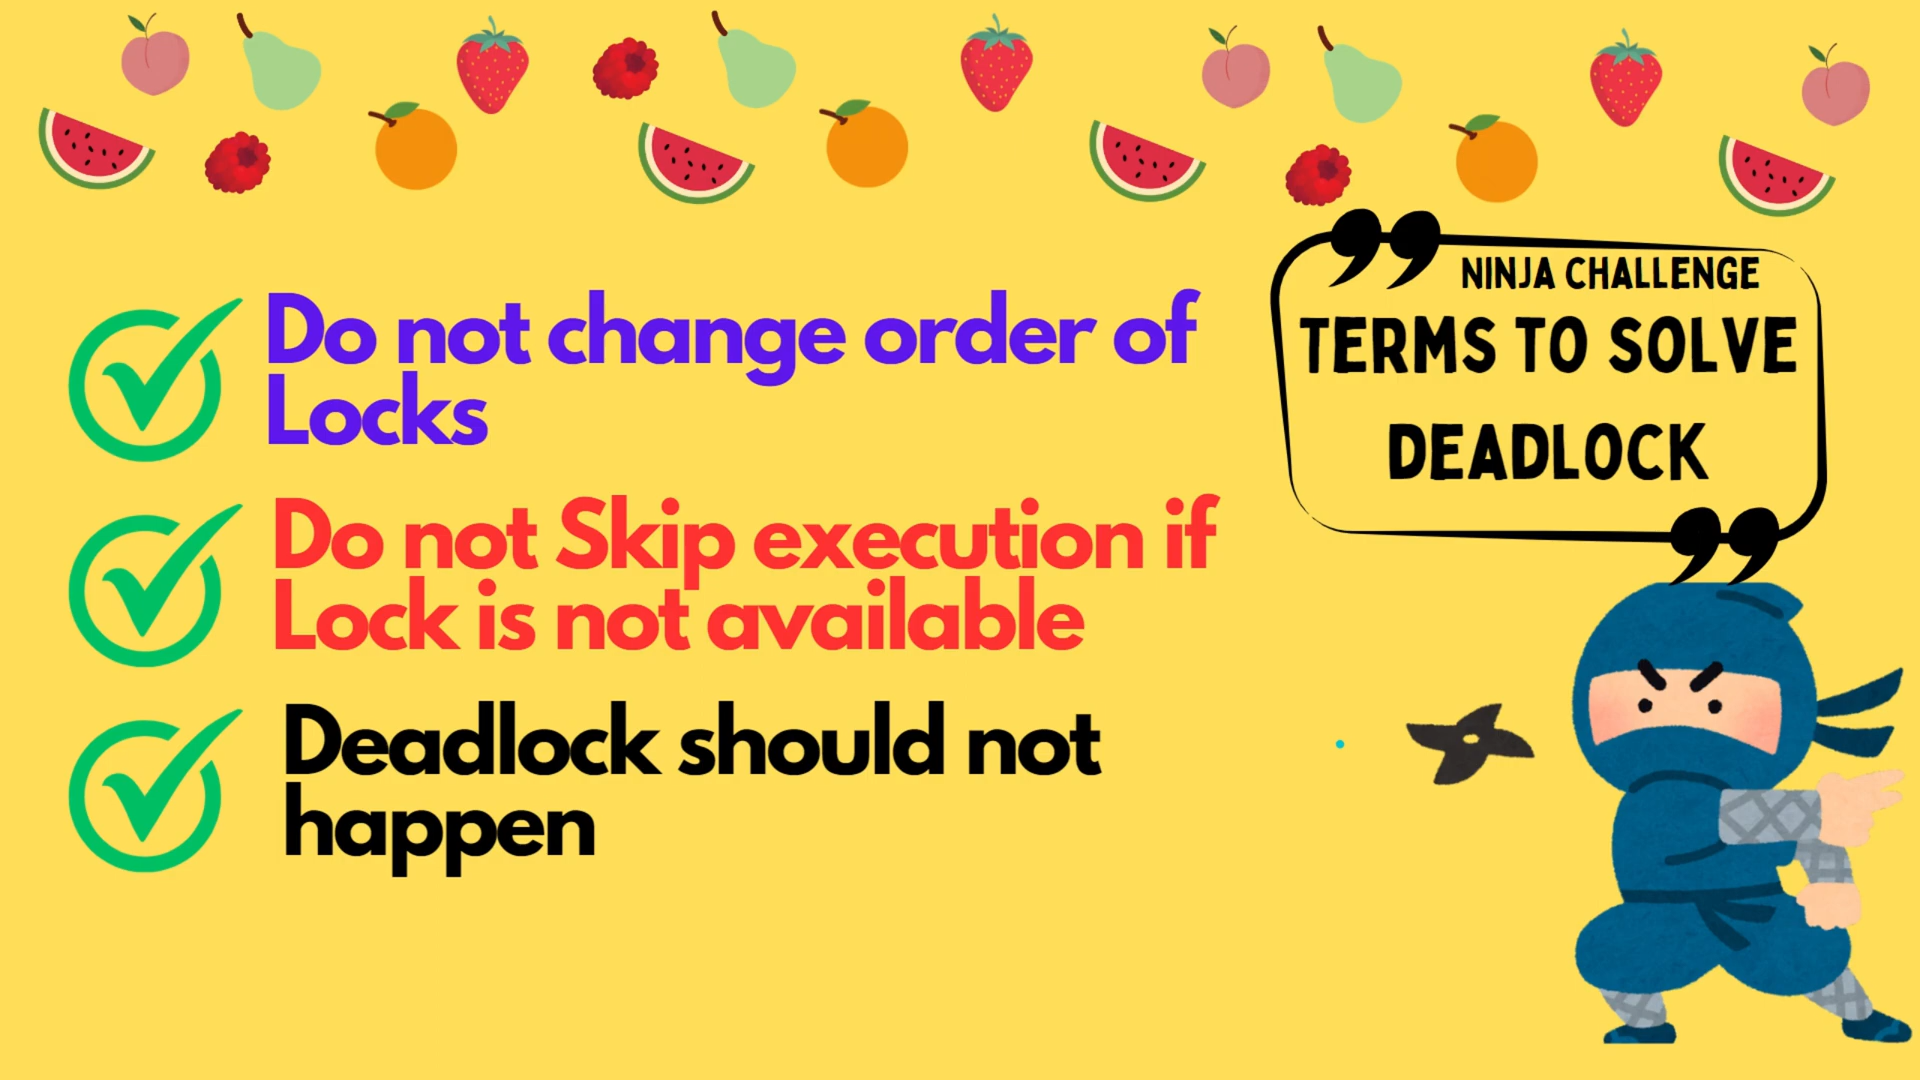 NINJA CHALLENGE
TERMS TO SOLVE
DEADLOCK
Do not change order of
Locks
Do not Skip execution if
Lock is not available
Deadlock should not
happen